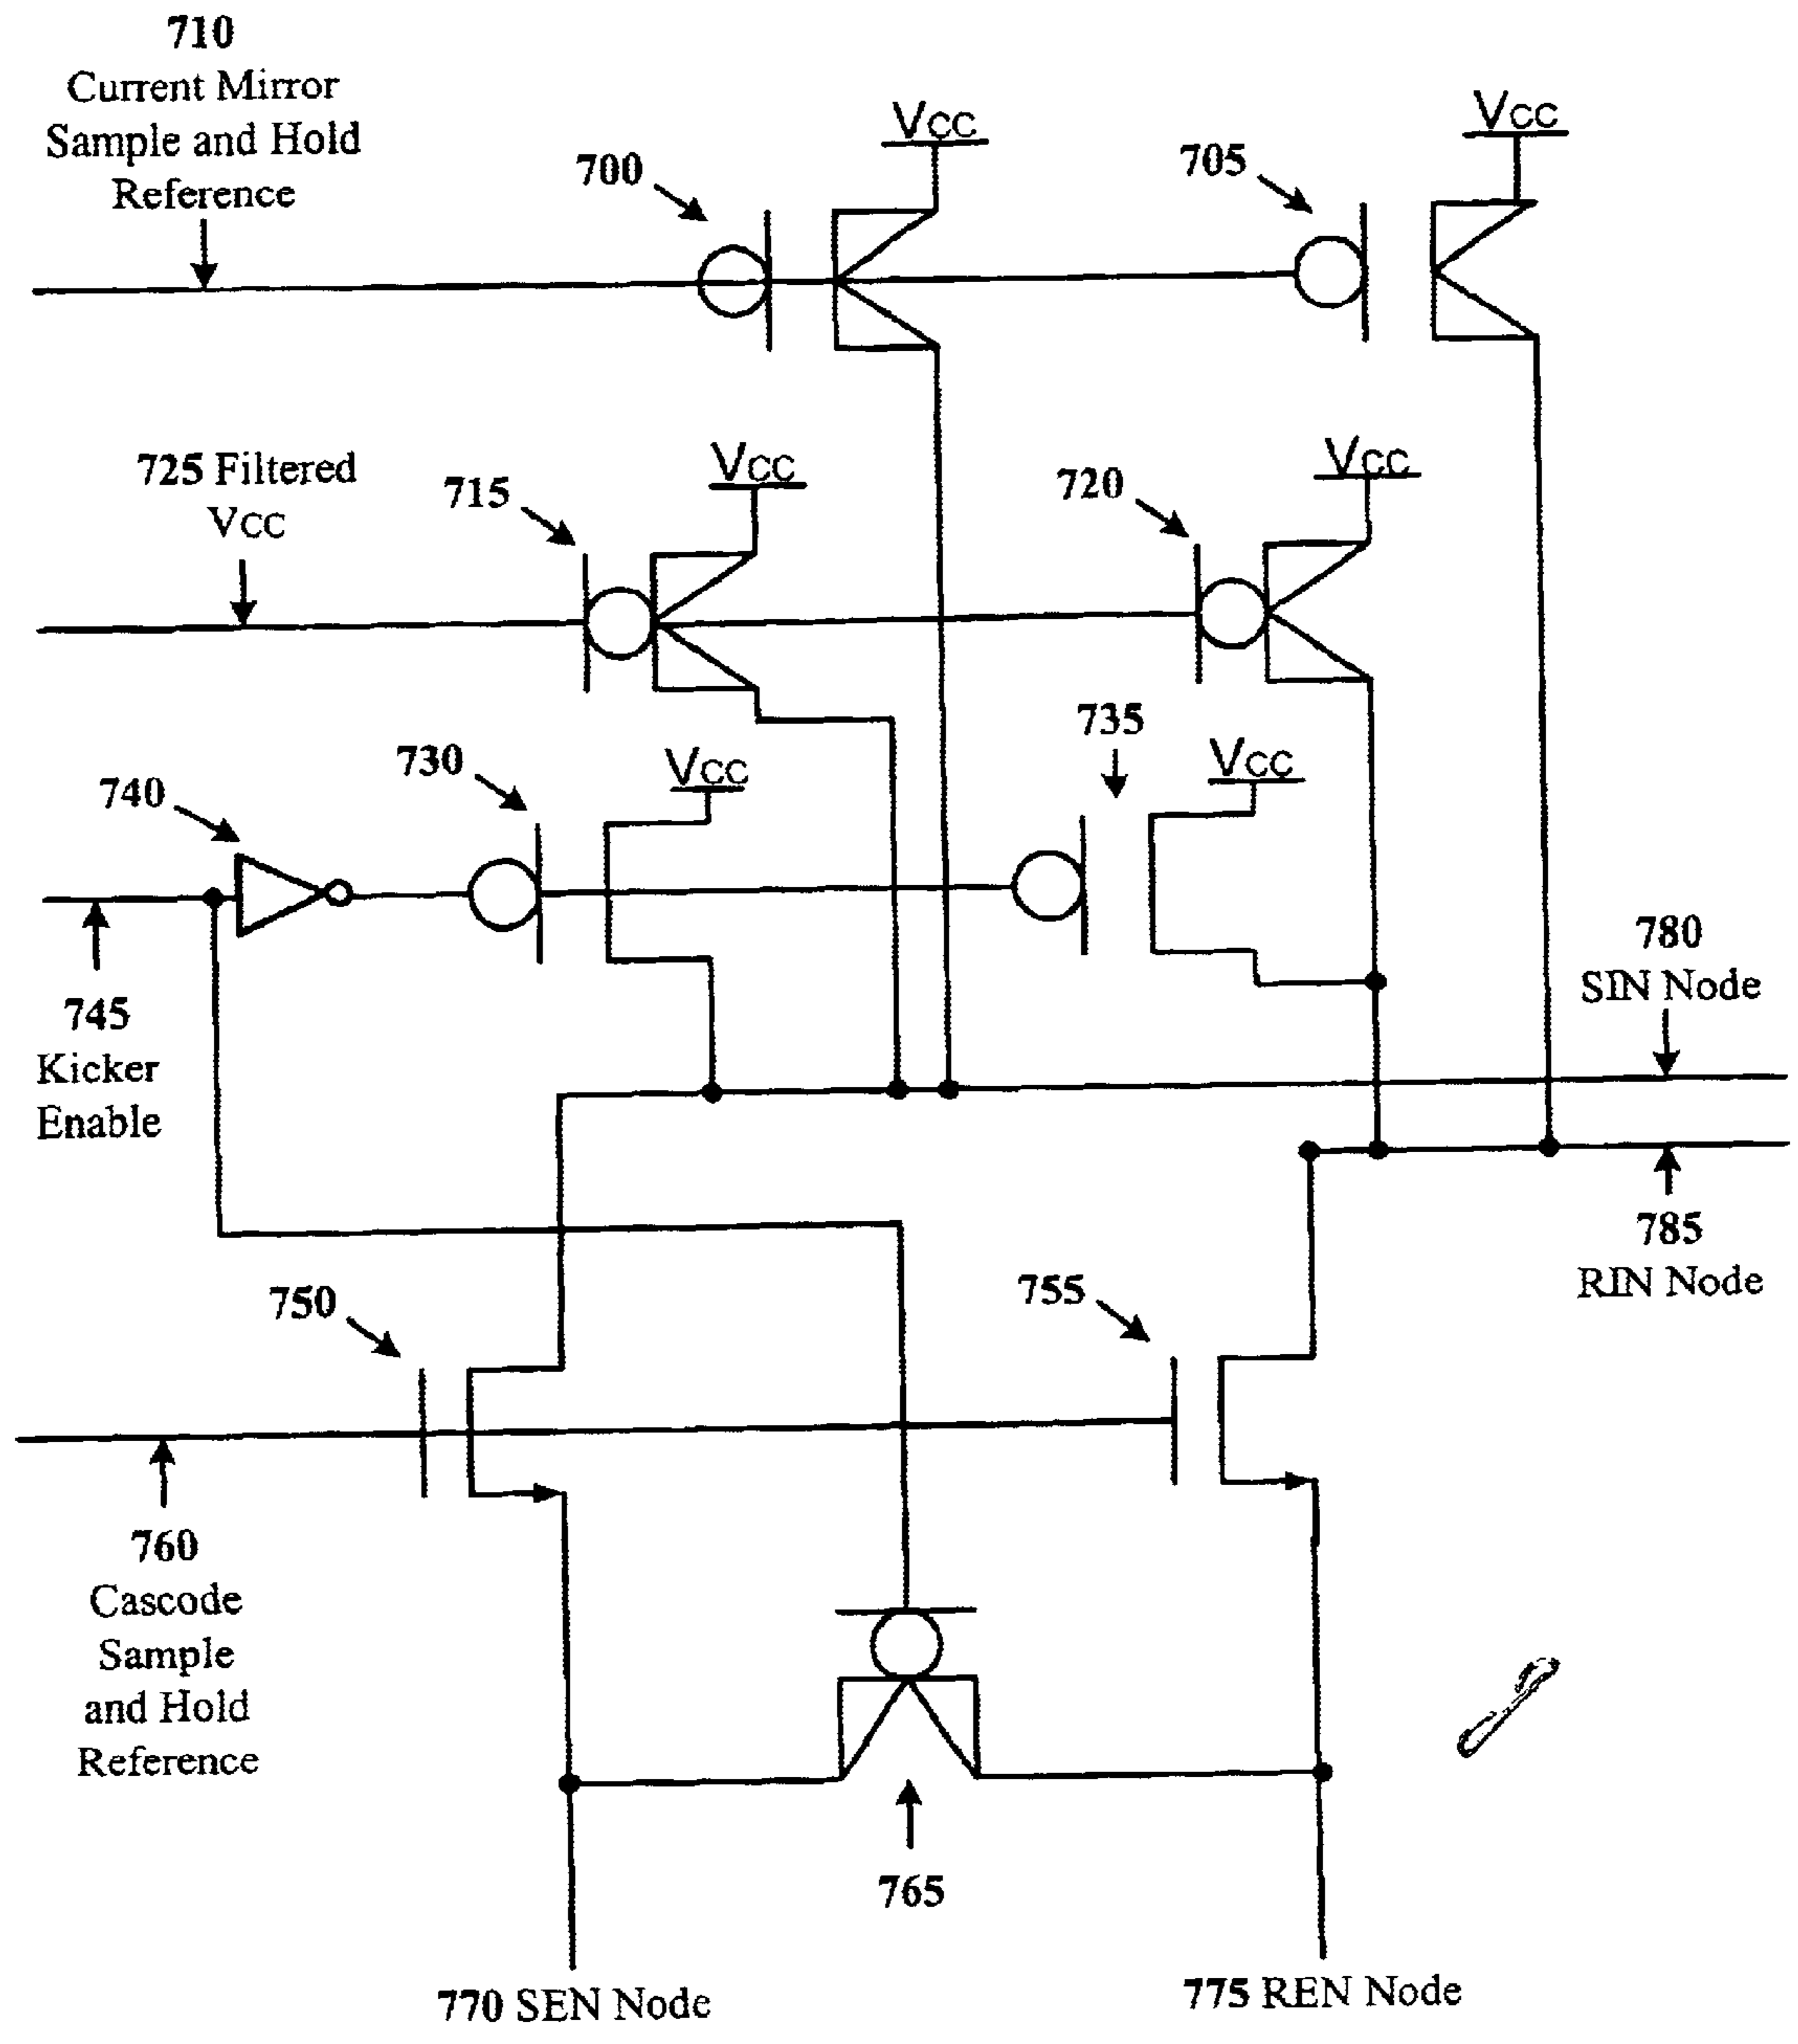 710
Current Mirror
Sample and Hold
Reference
VCC
VCC
700
705
725 Filtered
VCC
715
VCC
720
VCC
735
730
VCC
VCC
740
745
Kicker
Enable
780
SIN Node
785
RIN Node
750
755
760
Cascode
Sample
and Hold
Reference
765
770 SEN Node
775 REN Node